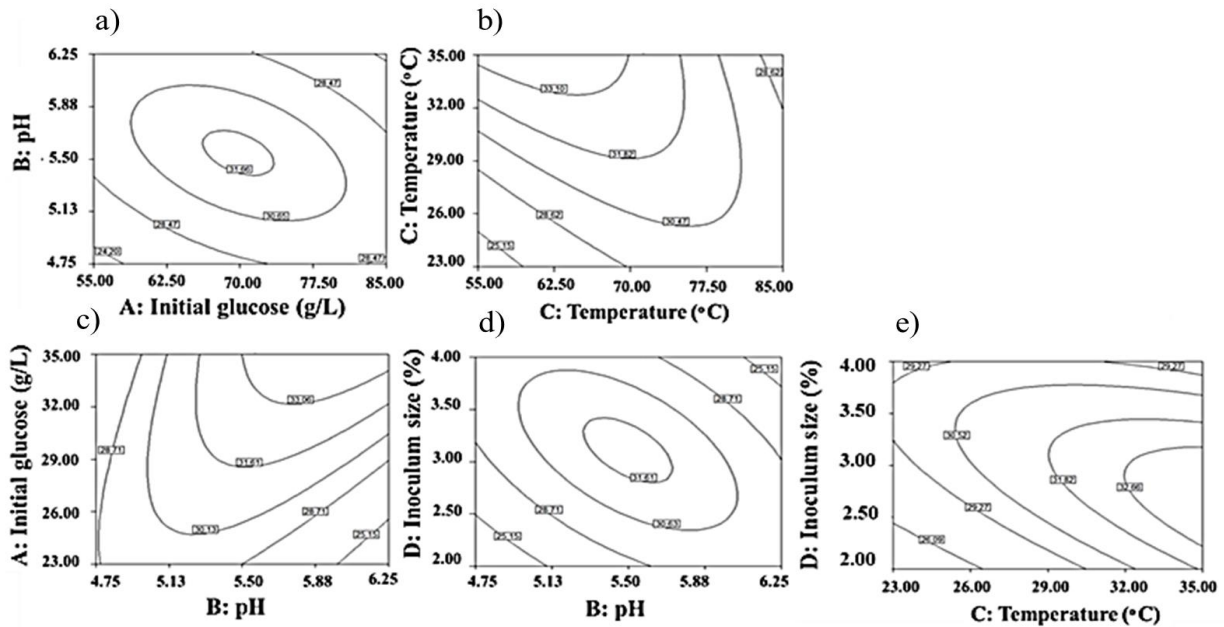 a)
B: pH
6.25
5.88
5.50
5.13
4.75
28.47
31.66
30.65
28.47
24.20
28.47
55.00 62.50 70.00 77.50 85.00
A: Initial glucose (g/L)
b)
C: Temperature (°C)
35.00
32.00
29.00
26.00
23.00
28.62
33.10
31.82
28.62
30.47
25.15
55.00 62.50 70.00 77.50 85.00
C: Temperature (°C)
c)
A: Initial glucose (g/L)
35.00
32.00
29.00
26.00
23.00
33.06
28.71
31.61
28.71
30.13
25.15
4.75 5.13 5.50 5.88 6.25
B: pH
d)
D: Inoculum size (%)
4.00
3.50
3.00
2.50
2.00
25.15
28.71
31.61
28.71
30.63
25.15
4.75 5.13 5.50 5.88 6.25
B: pH
e)
D: Inoculum size (%)
4.00
3.50
3.00
2.50
2.00
29.27 29.27
30.52
31.82
32.66
29.27
26.09
23.00 26.00 29.00 32.00 35.00
C: Temperature (°C)